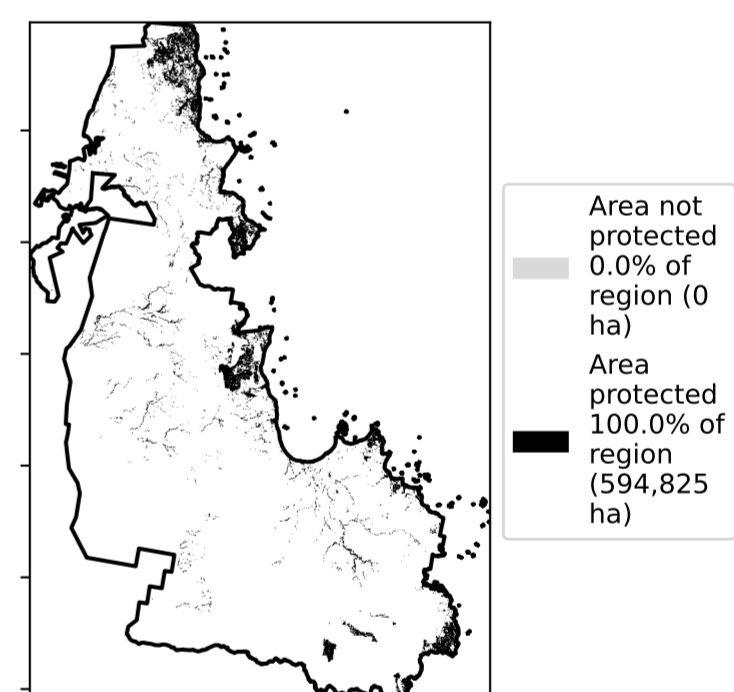 Area not
protected
0.0% of
region (0
ha)
Area
protected
100.0% of
region
(594,825
ha)